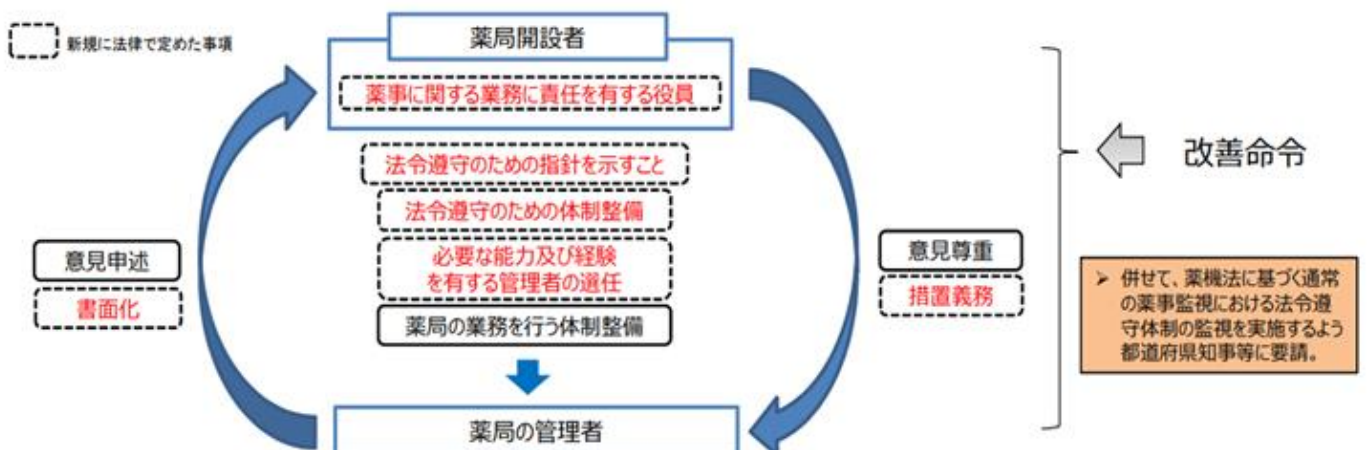 新規に法律で定めた事項
薬局開設者
薬事に関する業務に責任を有する役員
法令遵守のための指針を示すこと
法令遵守のための体制整備
必要な能力及び経験
を有する管理者の選任
薬局の業務を行う体制整備
意見申述
書面化
意見尊重
措置義務
薬局の管理者
改善命令
➢ 併せて、薬機法に基づく通常
の薬事監視における法令遵
守体制の監視を実施するよう
都道府県知事等に要請。